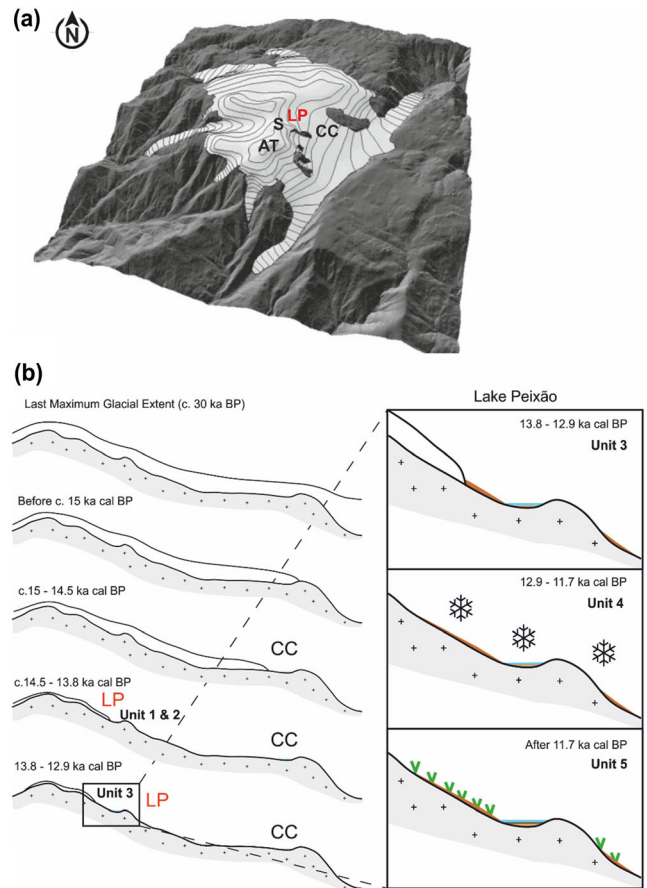 (a)
N
LP
S
CC
AT
(b)
Last Maximum Glacial Extent (c. 30 ka BP)
Before c. 15 ka cal BP)
c.15 - 14.5 ka cal BP)
CC
c.14.5 - 13.8 ka cal BP)
LP
Unit 1 & 2
CC
13.8 - 12.9 ka cal BP)
Unit 3
LP
CC
Lake Peixão
13.8 - 12.9 ka cal BP)
Unit 3
12.9 - 11.7 ka cal BP)
Unit 4
After 11.7 ka cal BP)
Unit 5